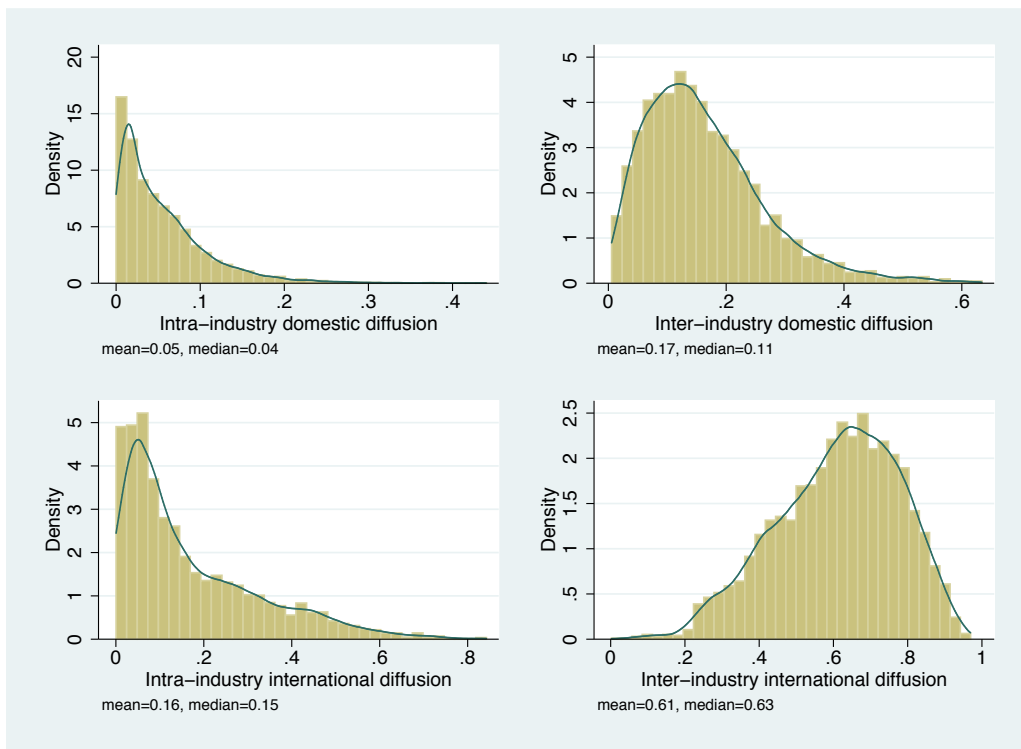 Density
20
15
10
5
0
0 .1 .2 .3 .4
Intra−industry domestic diffusion
mean=0.05, median=0.04
Density
5
4
3
2
1
0
0 .2 .4 .6
Inter−industry domestic diffusion
mean=0.17, median=0.11
Density
5
4
3
2
1
0
0 .2 .4 .6 .8
Intra−industry international diffusion
mean=0.16, median=0.15
Density
2.5
2
1.5
1
.5
0
0 .2 .4 .6 .8 1
Inter−industry international diffusion
mean=0.61, median=0.63